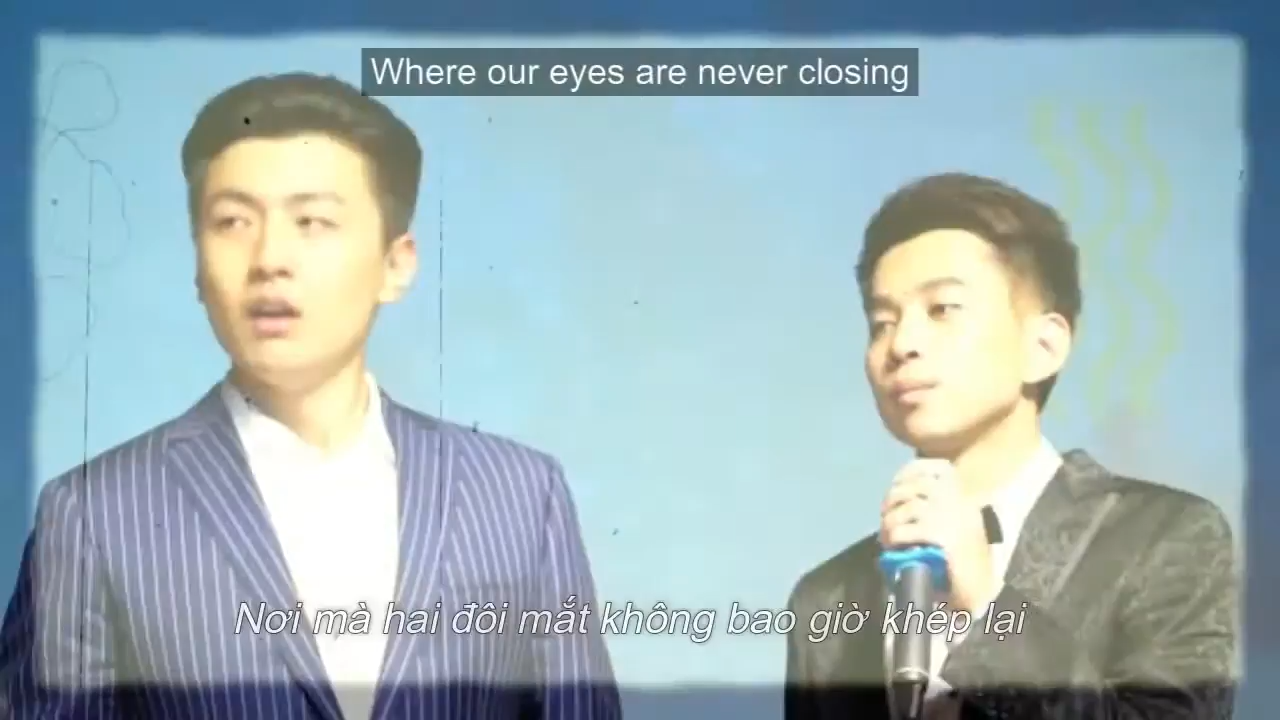 Where our eyes are never closing
Nơi mà hai đôi mắt không bao giờ khép lại